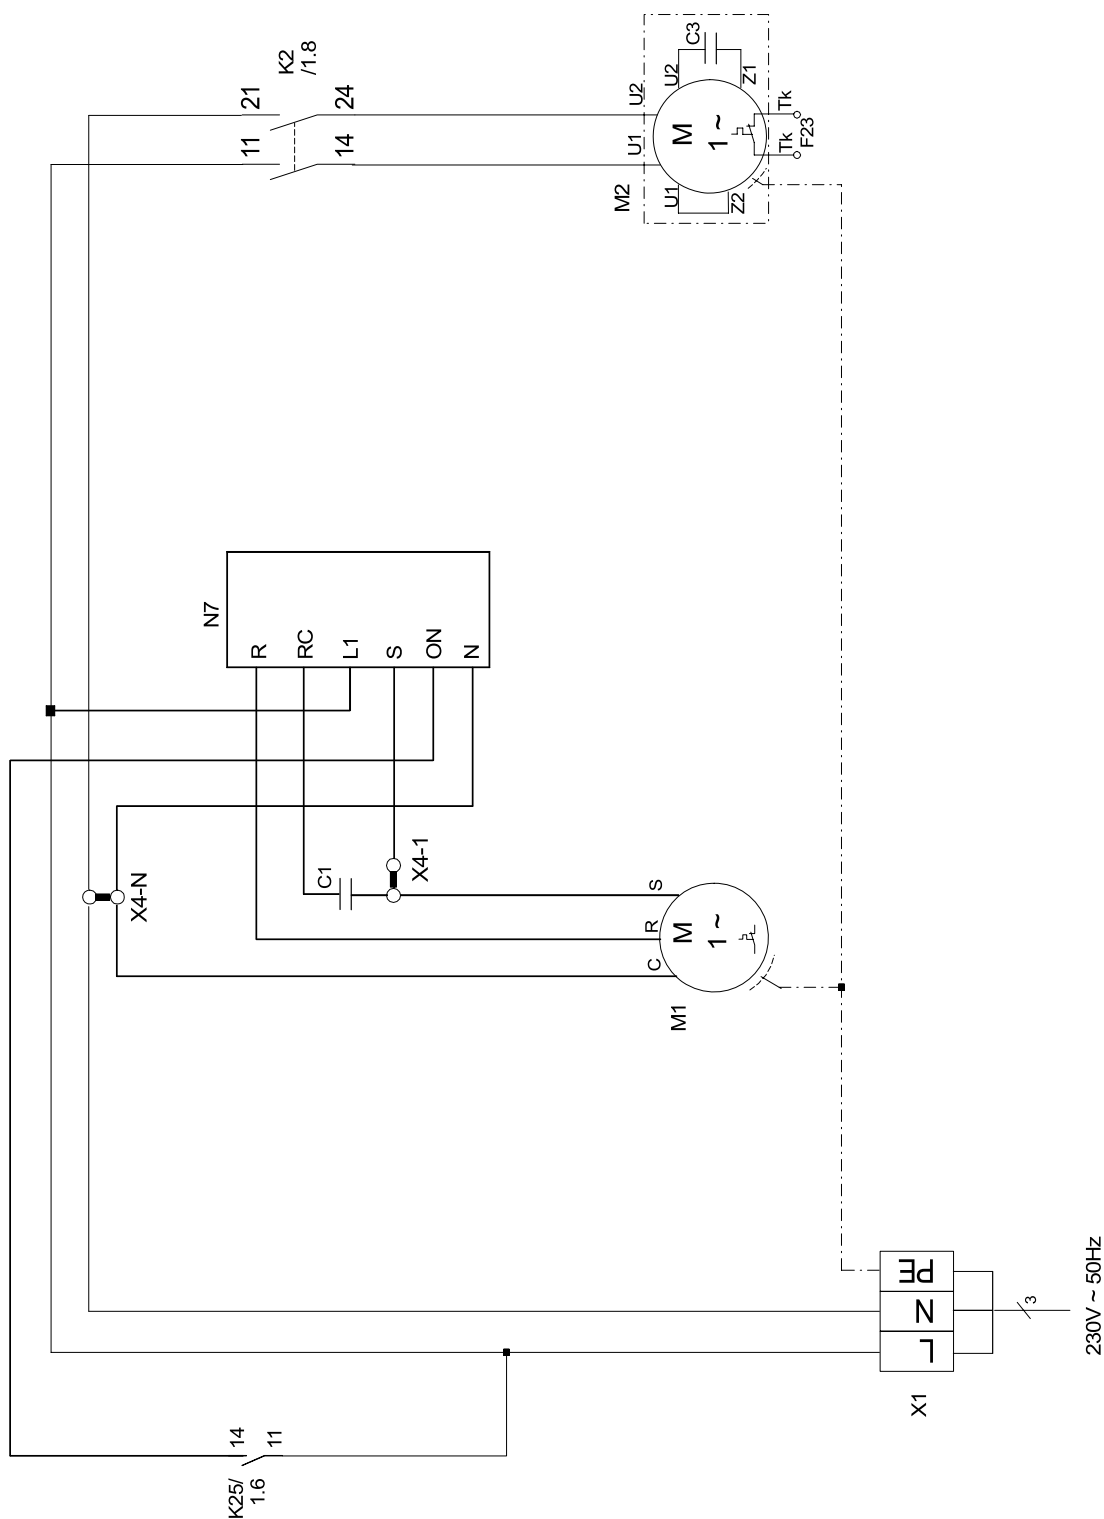 K2
/1.8
21
24
11
14
C3
U2
Z1
U2
U1
M
1 ~
Tk
Tk
F23
U1
Z2
M2
N7
R
RC
L1
S
ON
N
X4-N
C1
X4-1
S
R
C
M
1 ~
M1
PE
N
L
X1
3
230V ~ 50Hz
14
11
K25/
1.6